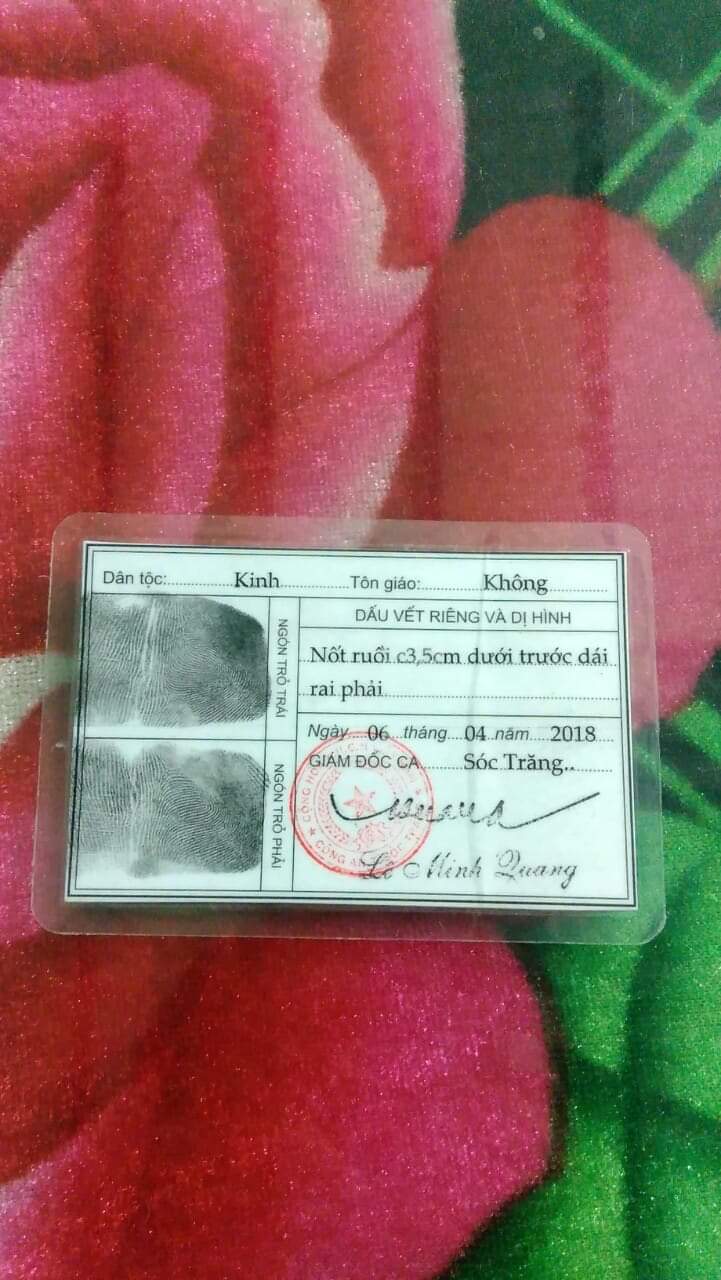 Dân tộc: Kinh Tôn giáo: Không
NGÓN TRỎ TRÁI
NGÓN TRỎ PHẢI
DẤU VẾT RIÊNG VÀ DỊ HÌNH
Nốt ruồi c3,5cm dưới trước dái
rai phải
Ngày 06 tháng 04 năm 2018
GIÁM ĐỐC CA Sóc Trăng..
Lê Minh Quang